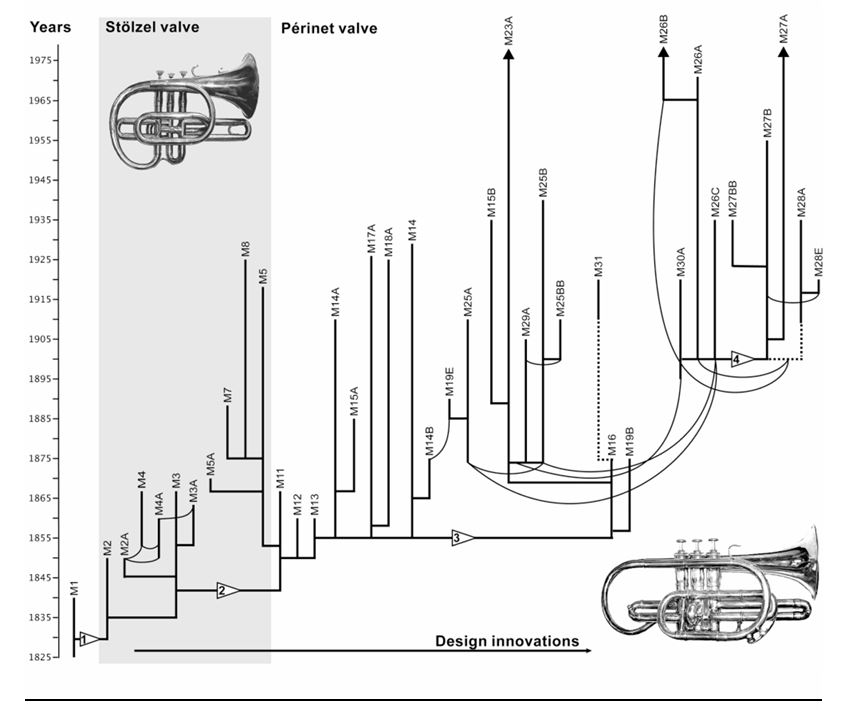 Years
Stölzel valve
Périnet valve
M23A
M26B
M27A
M26A
1975
1965
M27B
1955
1945
M15B
M25B
M26C
M27BB
M28A
1935
M17A
M18A
M14
M8
M5
M31
M30A
M28E
1925
1915
M14A
M25A
M29A
M25BB
1905
4
1895
M7
M15A
M19E
1885
M14B
M16
M19B
1875
M5A
M4
M4A
M3
M3A
M11
M12
M13
1865
M2
M2A
3
1855
1845
M1
2
1835
1
Design innovations
1825